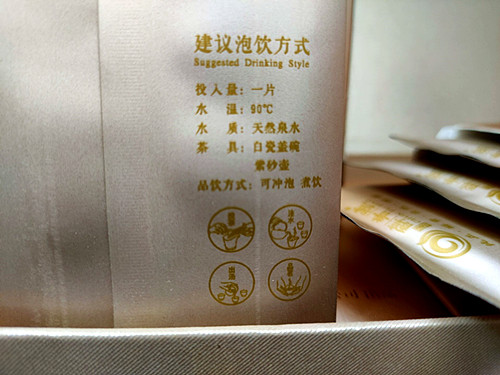 建议泡饮方式
Suggested Drinking Style
投入量：一片
水 温：90℃
水 质：天然泉水
茶 具：白瓷盖碗
紫砂壶
品饮方式：可冲泡 煮饮